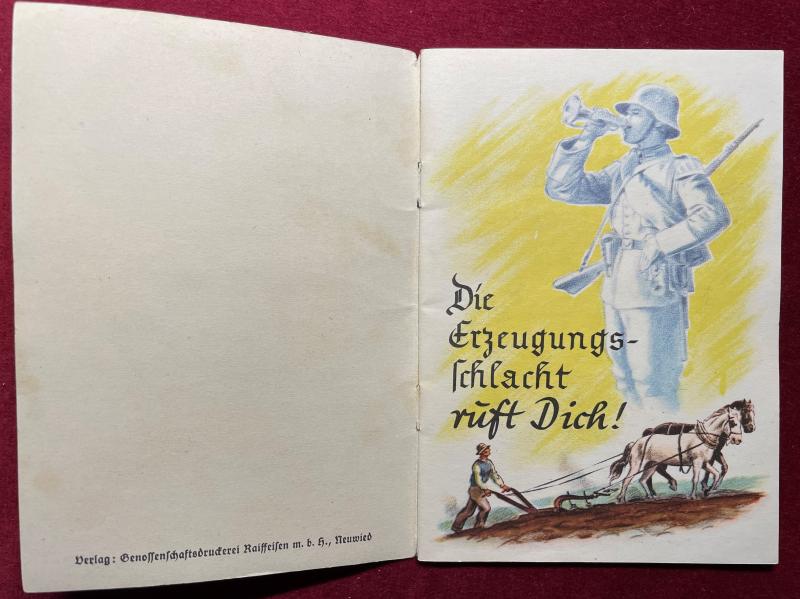 Verlag: Genossenschaftsdruckerei Raiffeisen m. b. H., Neuwied
Die
Erzeugungs-
schlacht
ruft Dich!